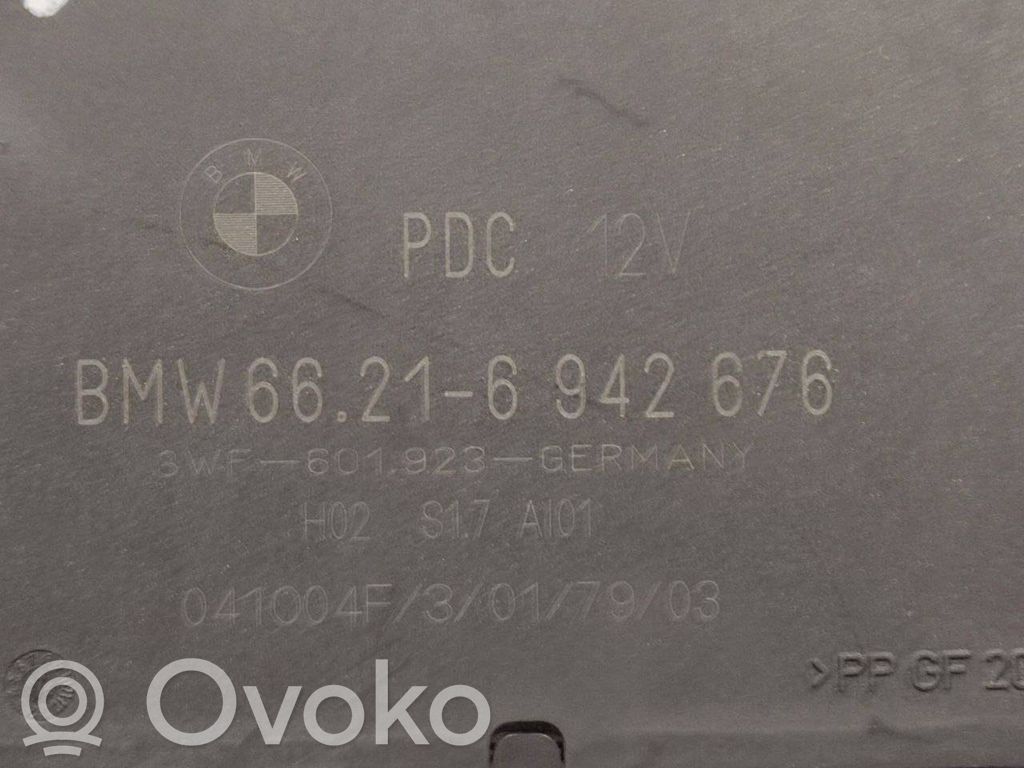 BMW
PDC 12V
BMW 66.21-6 942 676
3WF-601.923-GERMANY
H02 S1.7 AI01
041004F/3/01/79/03
>PP GF 20
Ovoko